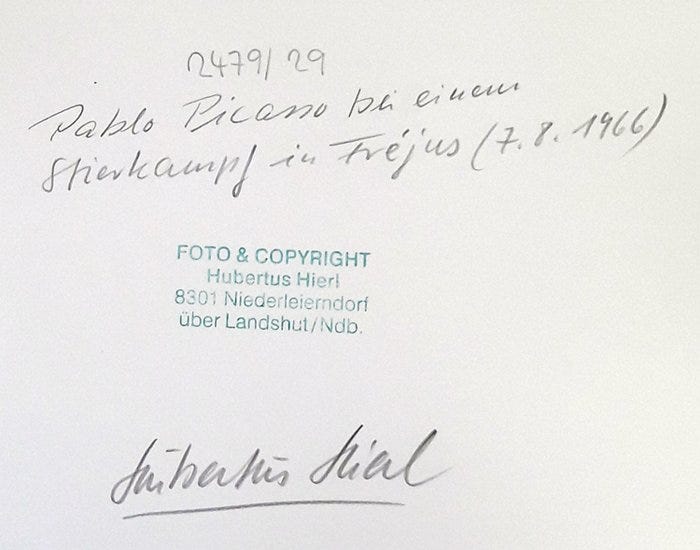 2479/29
Pablo Picasso bei einem
Stierkampf in Fréjus (7.8.1966)
FOTO & COPYRIGHT
Hubertus Hierl
8301 Niederleierndorf
über Landshut/Ndb.
Hubertus Hierl